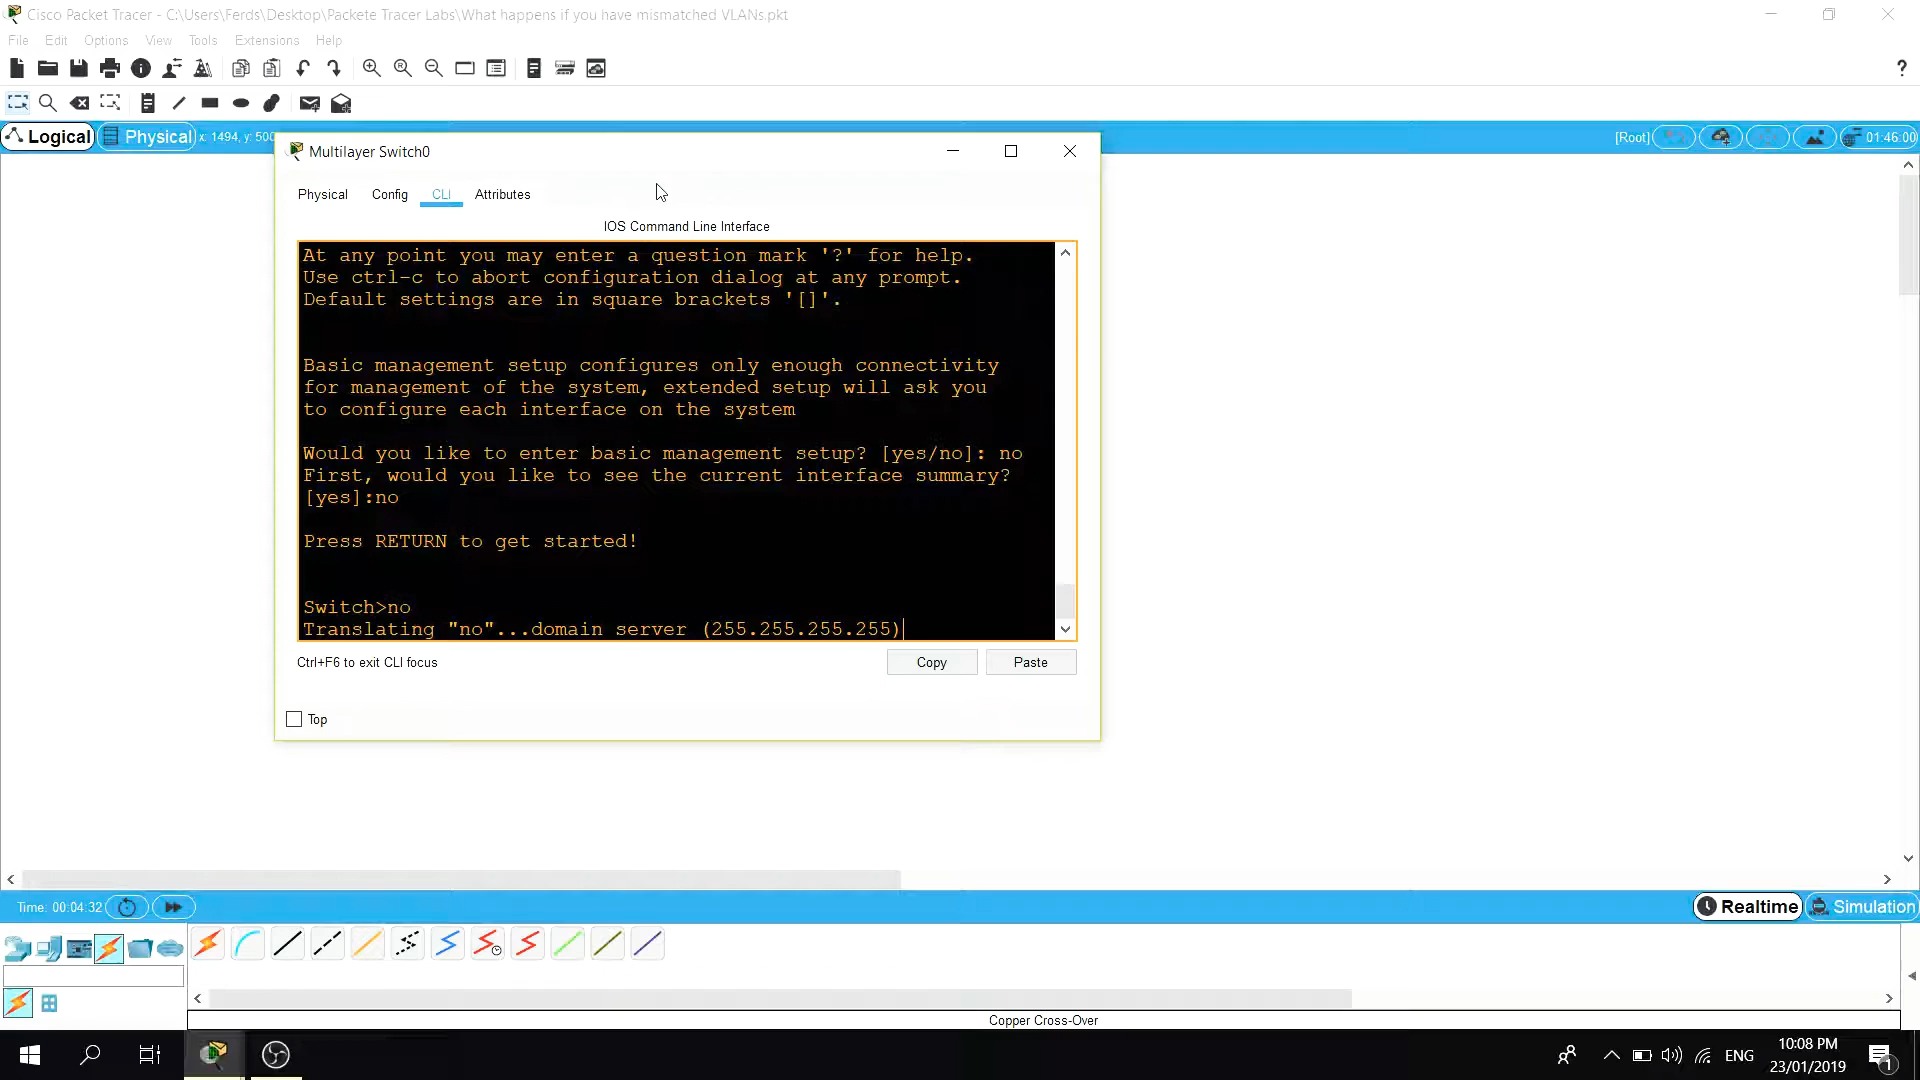 Cisco Packet Tracer - C:\Users\Ferds\Desktop\Packete Tracer Labs\What happens if you have mismatched VLANs.pkt
File Edit Options View Tools Extensions Help
?
Logical Physical x: 1494, y: 500
[Root] 01:46:00
Multilayer Switch0
Physical Config CLI Attributes
IOS Command Line Interface
At any point you may enter a question mark '?' for help.
Use ctrl-c to abort configuration dialog at any prompt.
Default settings are in square brackets '[]'.
Basic management setup configures only enough connectivity
for management of the system, extended setup will ask you
to configure each interface on the system
Would you like to enter basic management setup? [yes/no]: no
First, would you like to see the current interface summary?
[yes]:no
Press RETURN to get started!
Switch>no
Translating "no"...domain server (255.255.255.255)
Ctrl+F6 to exit CLI focus
Copy Paste
Top
Time: 00:04:32
Realtime Simulation
Copper Cross-Over
ENG
10:08 PM
23/01/2019
1